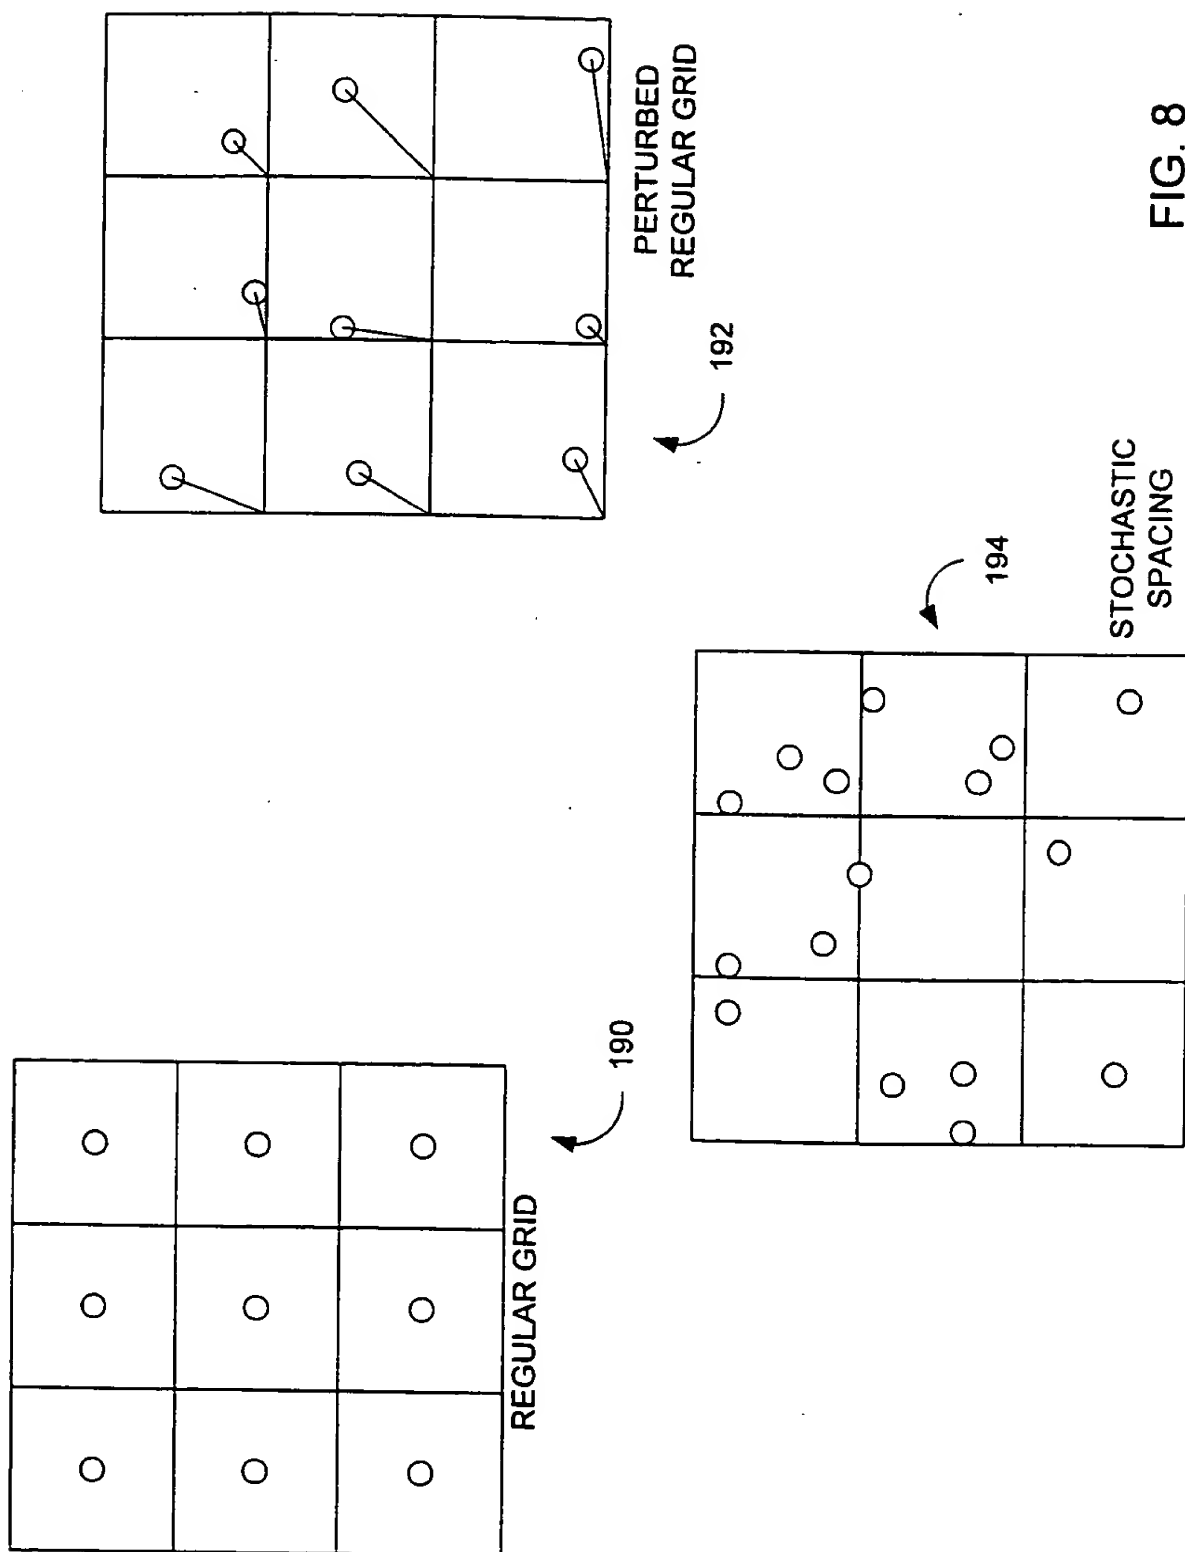 REGULAR GRID
190
PERTURBED
REGULAR GRID
192
194
STOCHASTIC
SPACING
FIG. 8